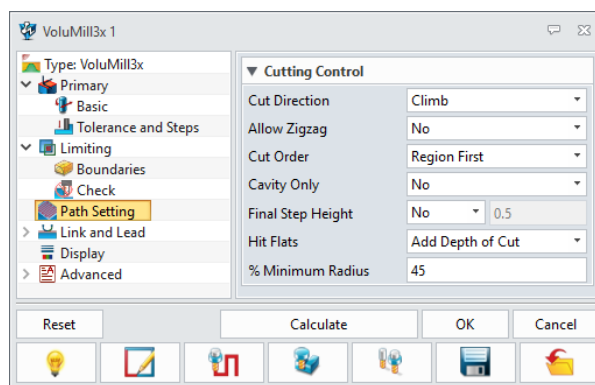 VoluMill3x 1
Type: VoluMill3x
Primary
Basic
Tolerance and Steps
Limiting
Boundaries
Check
Path Setting
Link and Lead
Display
Advanced
Cutting Control
Cut Direction Climb
Allow Zigzag No
Cut Order Region First
Cavity Only No
Final Step Height No 0.5
Hit Flats Add Depth of Cut
% Minimum Radius 45
Reset Calculate OK Cancel